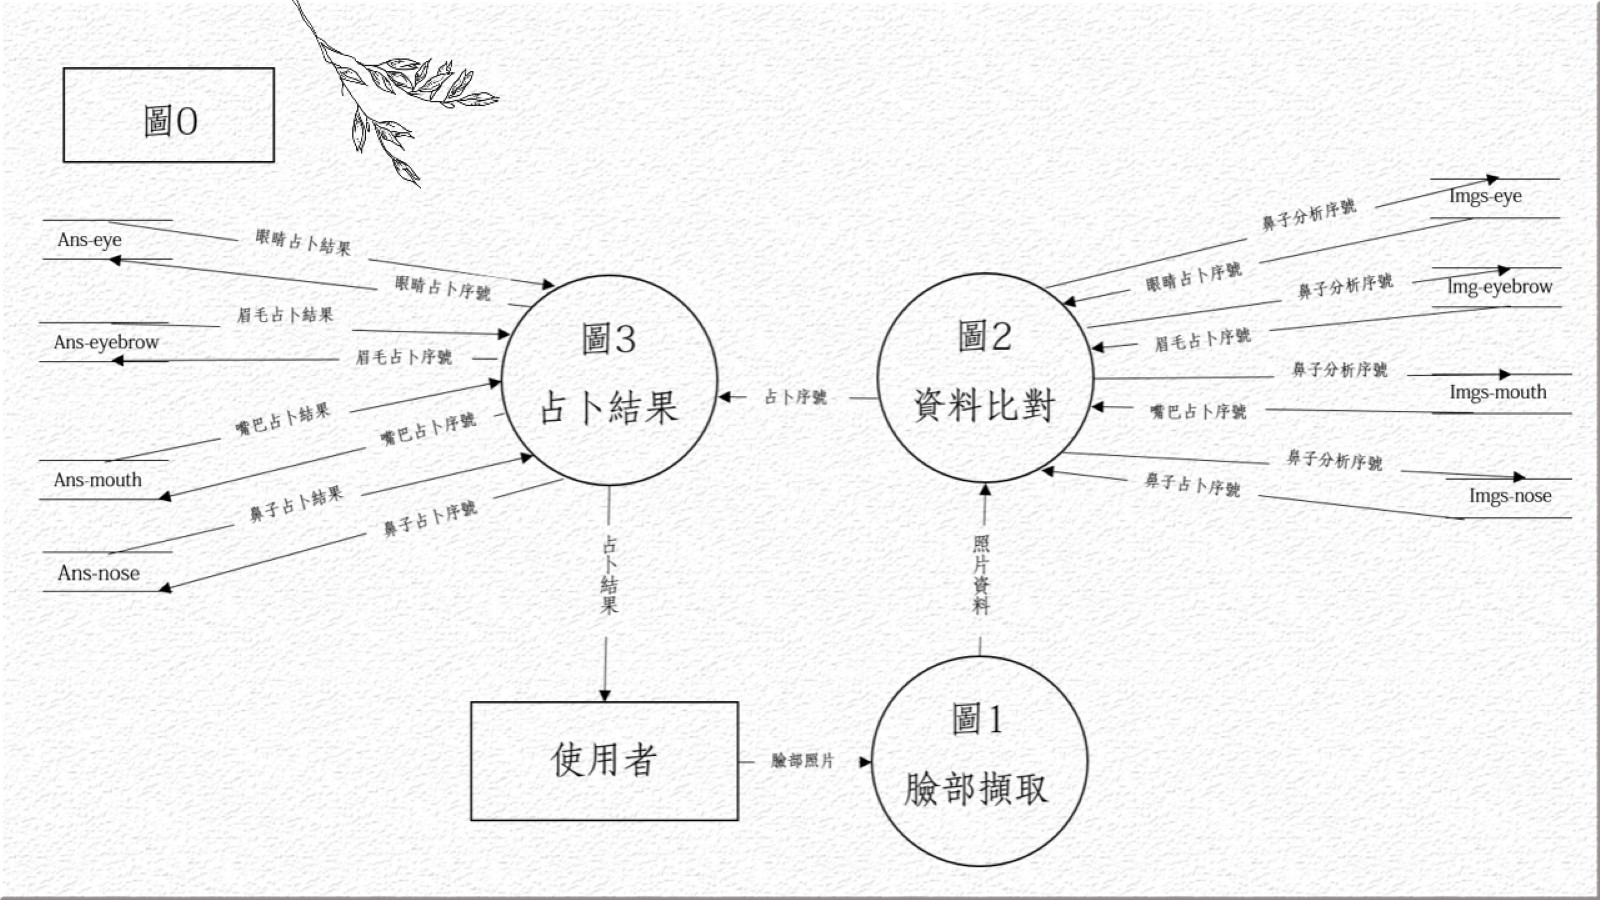 圖0
Ans-eye
眼睛占卜結果
眼睛占卜序號
Ans-eyebrow
眉毛占卜結果
眉毛占卜序號
Ans-mouth
嘴巴占卜結果
嘴巴占卜序號
Ans-nose
鼻子占卜結果
鼻子占卜序號
圖3
占卜結果
占卜序號
圖2
資料比對
鼻子分析序號
Imgs-eye
眼睛占卜序號
鼻子分析序號
Img-eyebrow
眉毛占卜序號
鼻子分析序號
Imgs-mouth
嘴巴占卜序號
鼻子分析序號
Imgs-nose
鼻子占卜序號
占卜結果
照片資料
使用者
臉部照片
圖1
臉部擷取